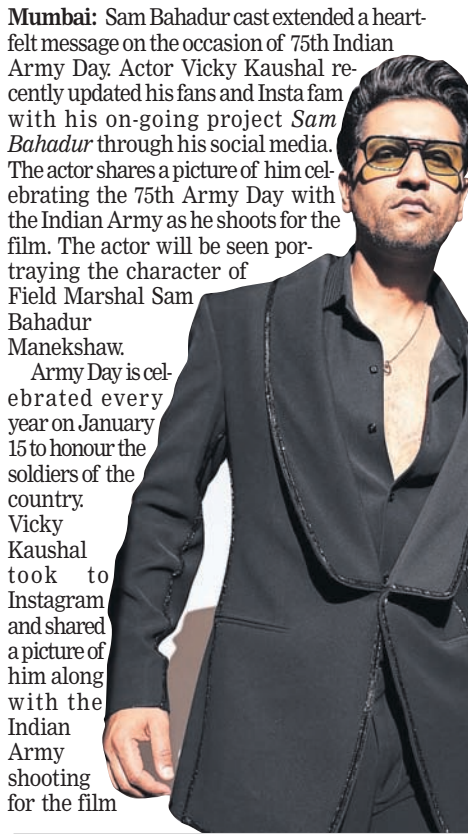 Mumbai: Sam Bahadur cast extended a heart-
felt message on the occasion of 75th Indian
Army Day. Actor Vicky Kaushal re-
cently updated his fans and Insta fam
with his on-going project Sam
Bahadur through his social media.
The actor shares a picture of him cel-
ebrating the 75th Army Day with
the Indian Army as he shoots for the
film. The actor will be seen por-
traying the character of
Field Marshal Sam
Bahadur
Manekshaw.
Army Day is cel-
ebrated every
year on January
15 to honour the
soldiers of the
country.
Vicky
Kaushal
took to
Instagram
and shared
a picture of
him along
with the
Indian
Army
shooting
for the film